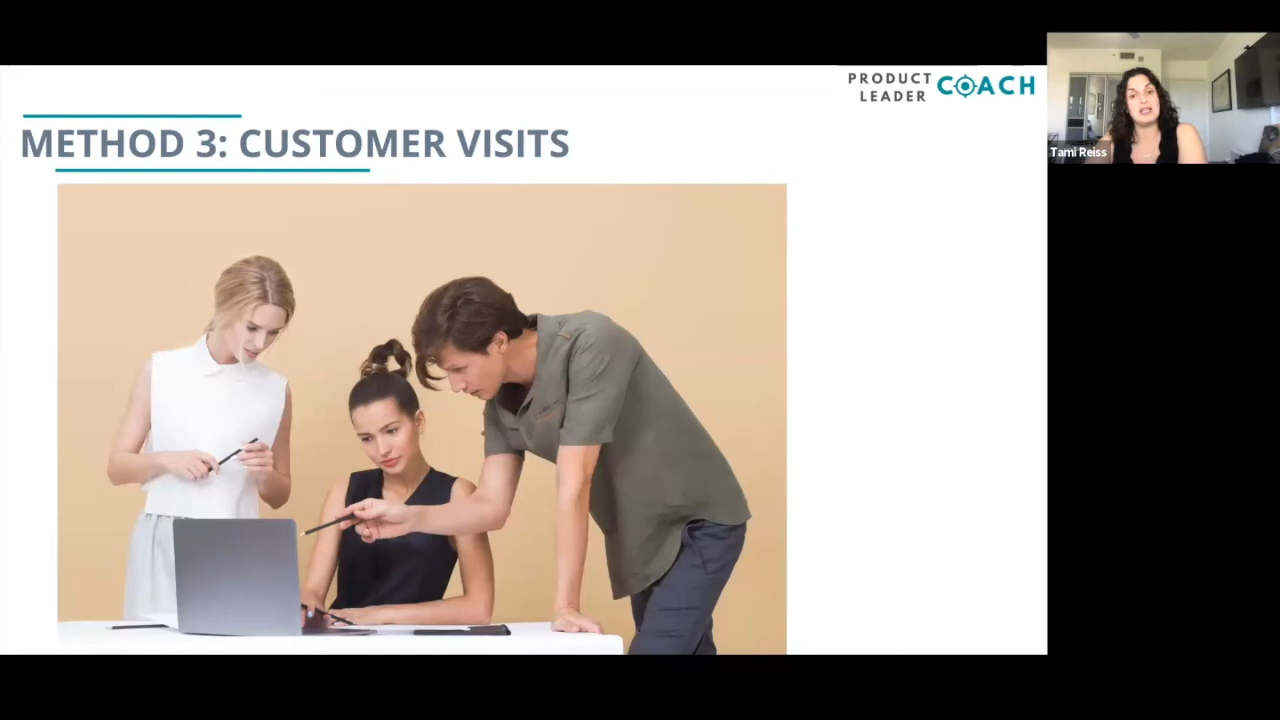 PRODUCT
LEADER
COACH
METHOD 3: CUSTOMER VISITS
Tami Reiss